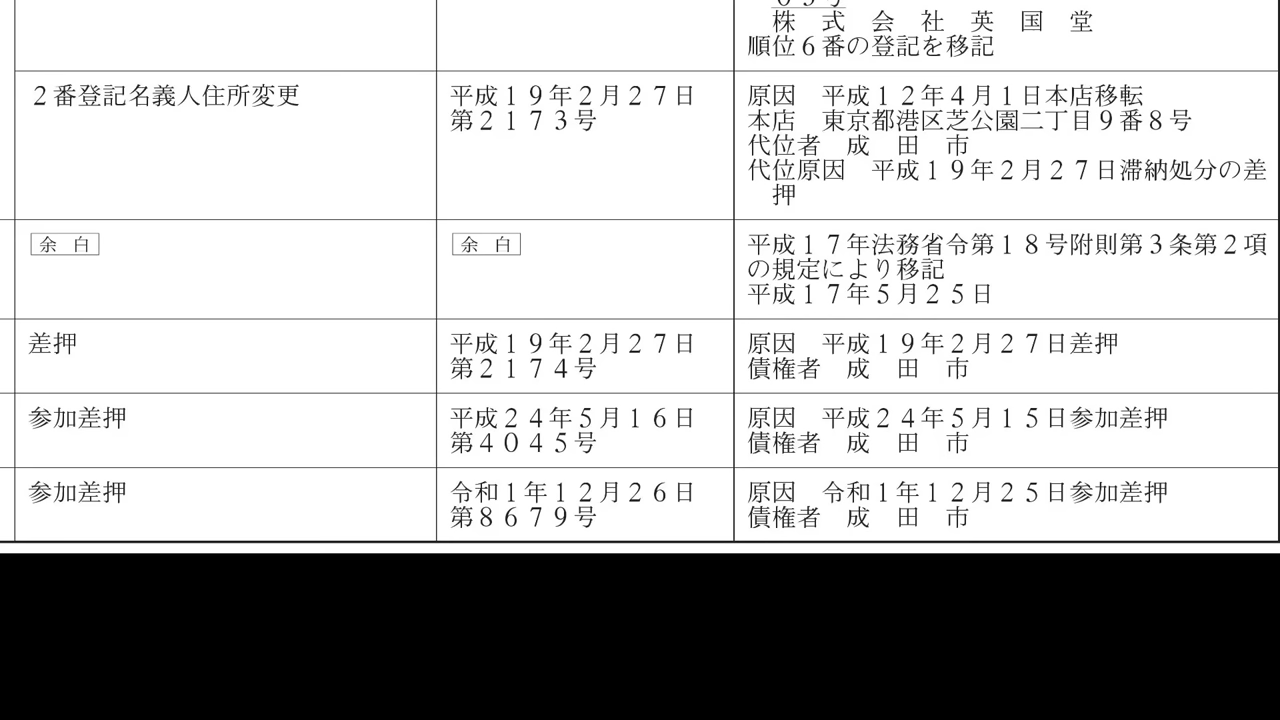 株　式　会　社　英　国　堂
順位６番の登記を移記
２番登記名義人住所変更
平成１９年２月２７日
第２１７３号
原因　平成１２年４月１日本店移転
本店　東京都港区芝公園二丁目９番８号
代位者　成　田　市
代位原因　平成１９年２月２７日滞納処分の差
押
余　白
余　白
平成１７年法務省令第１８号附則第３条第２項
の規定により移記
平成１７年５月２５日
差押
平成１９年２月２７日
第２１７４号
原因　平成１９年２月２７日差押
債権者　成　田　市
参加差押
平成２４年５月１６日
第４０４５号
原因　平成２４年５月１５日参加差押
債権者　成　田　市
参加差押
令和１年１２月２６日
第８６７９号
原因　令和１年１２月２５日参加差押
債権者　成　田　市